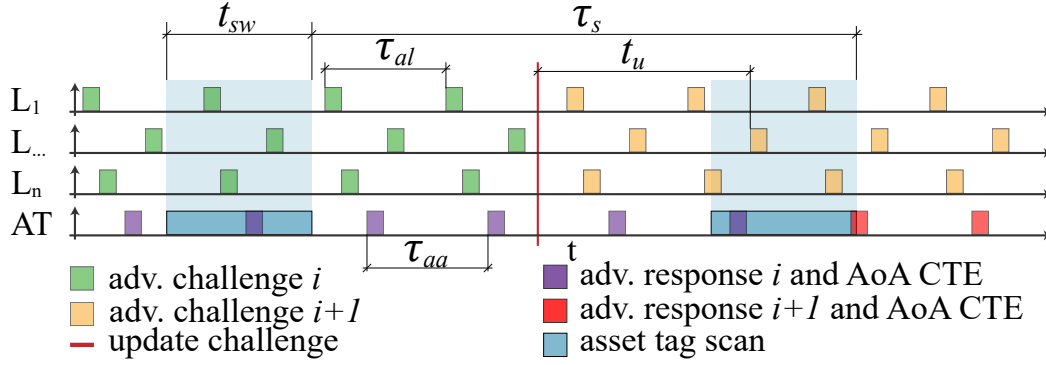 t_sw τ_s
τ_al t_u
L_1
L_...
L_n
AT
τ_aa t
adv. challenge i adv. response i and AoA CTE
adv. challenge i+1 adv. response i+1 and AoA CTE
update challenge asset tag scan